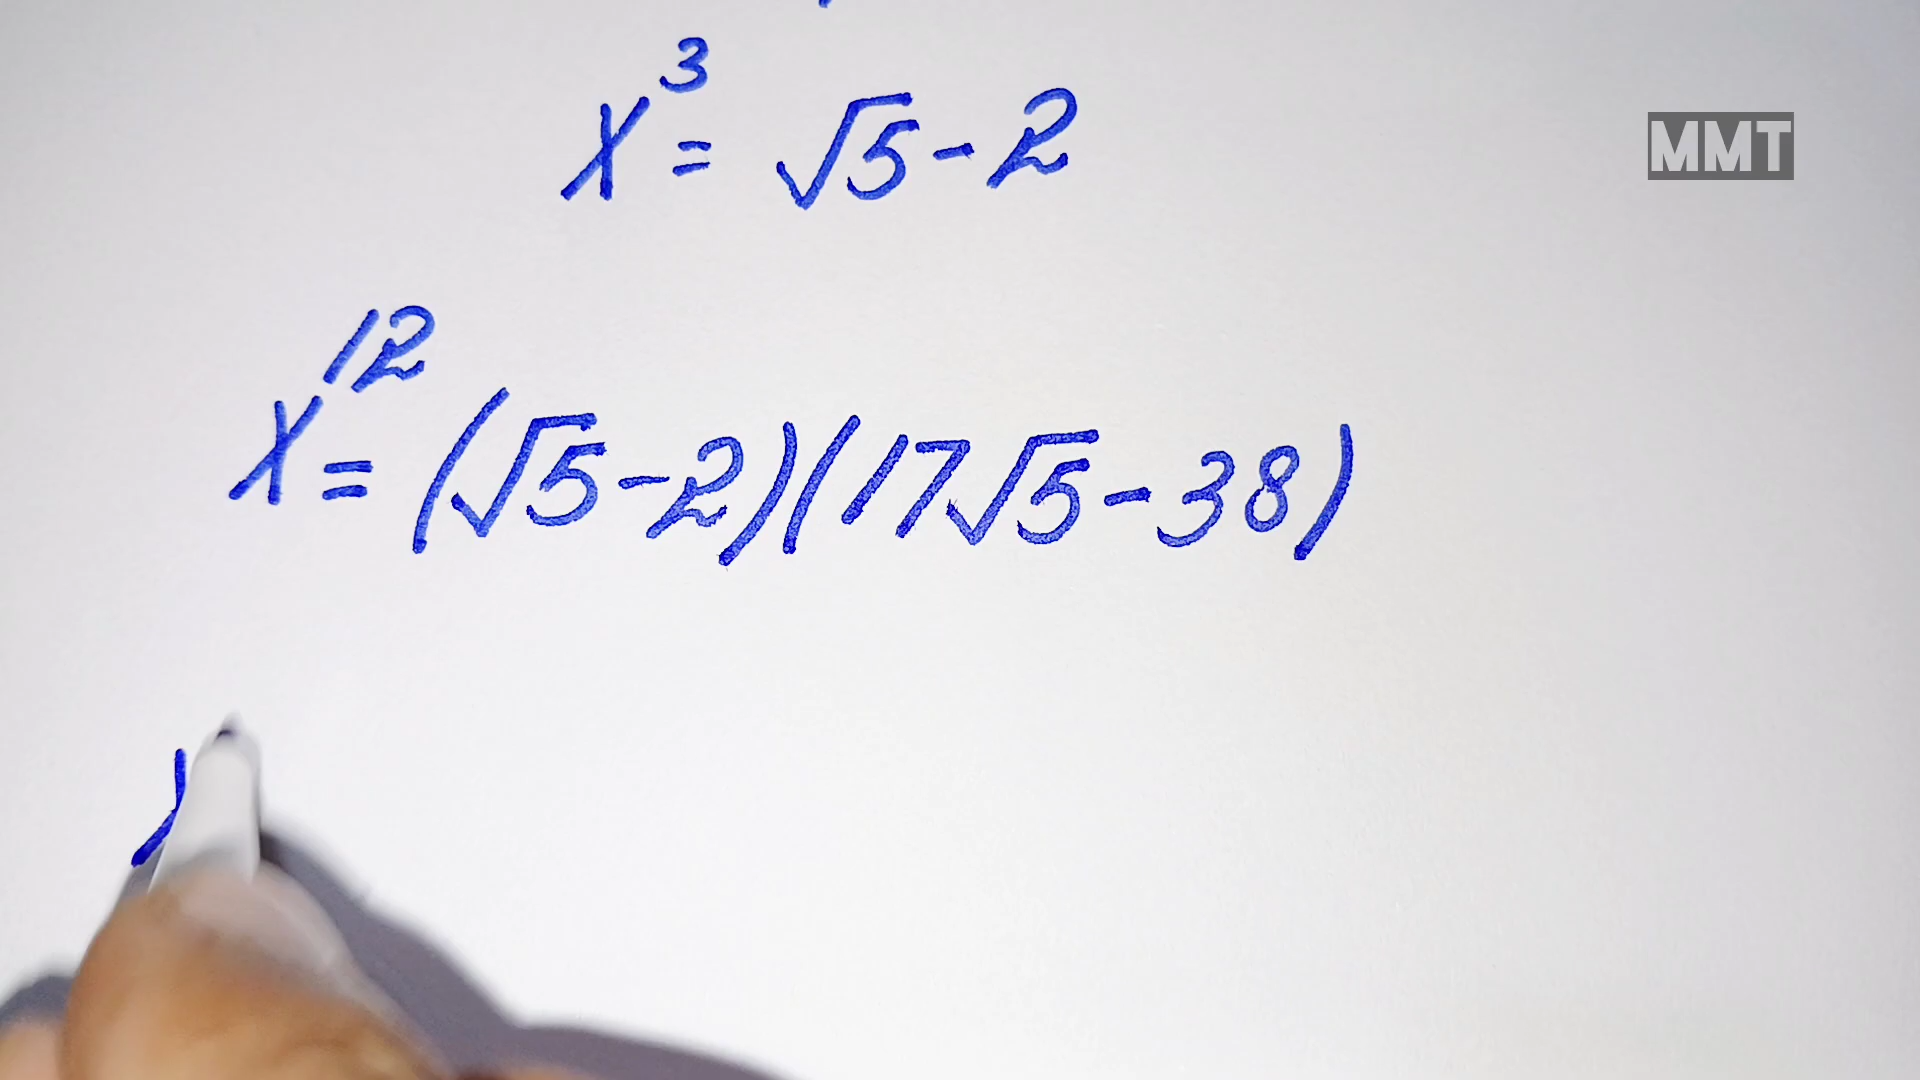 x³ = √5 - 2
MMT
x¹² = (√5 - 2)(17√5 - 38)